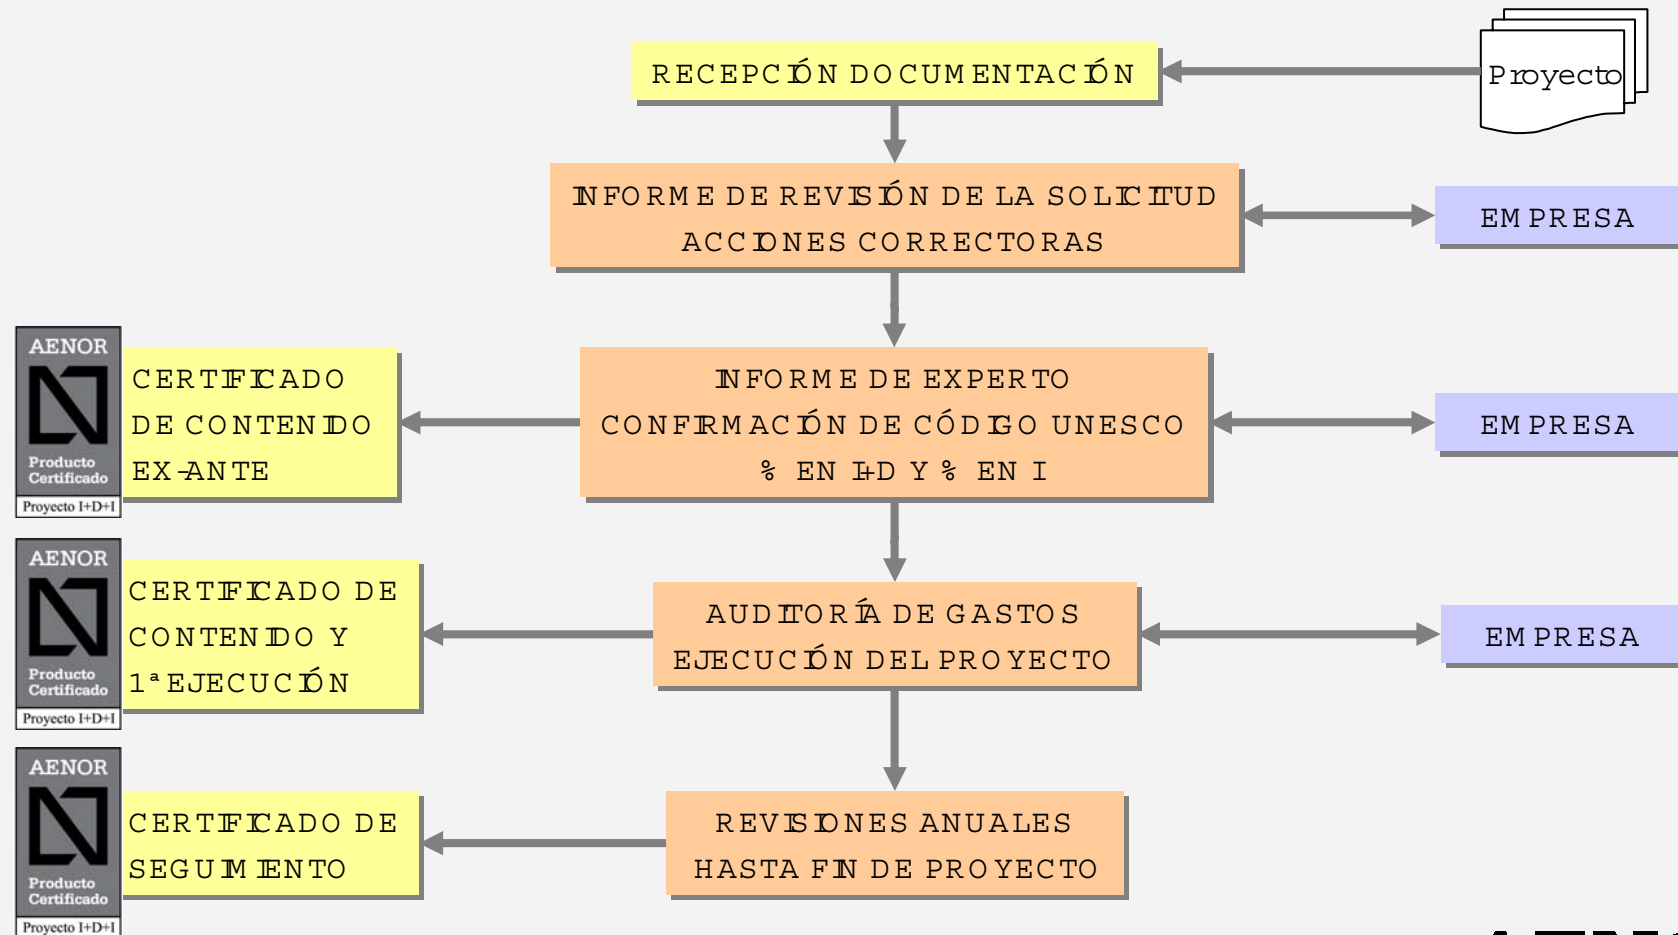 RECEPCIÓN DOCUMENTACIÓN
Proyecto
INFORME DE REVISIÓN DE LA SOLICITUD
ACCIONES CORRECTORAS
EMPRESA
AENOR
Producto
Certificado
Proyecto I+D+I
CERTIFICADO
DE CONTENIDO
EX-ANTE
INFORME DE EXPERTO
CONFIRMACIÓN DE CÓDIGO UNESCO
% EN I+D Y % EN I
EMPRESA
AENOR
Producto
Certificado
Proyecto I+D+I
CERTIFICADO DE
CONTENIDO Y
1ª EJECUCIÓN
AUDITORÍA DE GASTOS
EJECUCIÓN DEL PROYECTO
EMPRESA
AENOR
Producto
Certificado
Proyecto I+D+I
CERTIFICADO DE
SEGUIMIENTO
REVISIONES ANUALES
HASTA FIN DE PROYECTO